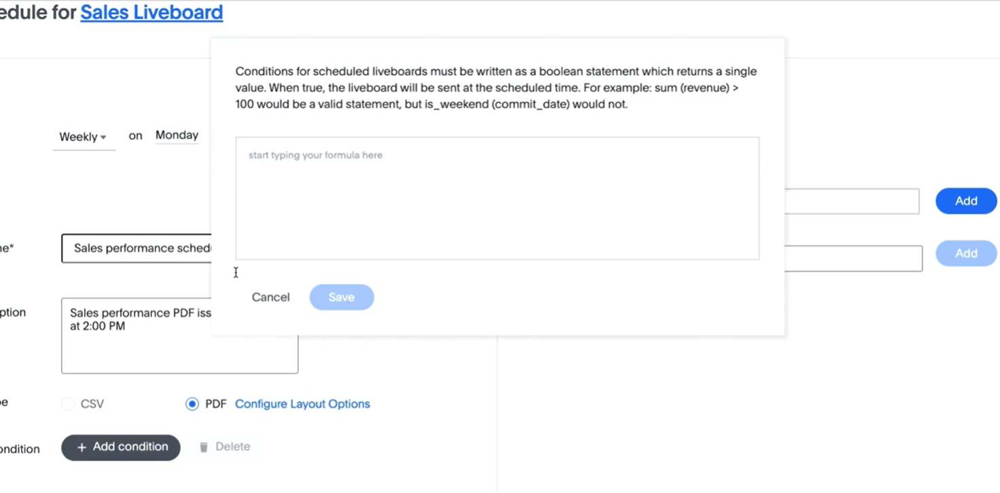 edule for Sales Liveboard
Conditions for scheduled liveboards must be written as a boolean statement which returns a single
value. When true, the liveboard will be sent at the scheduled time. For example: sum (revenue) >
100 would be a valid statement, but is_weekend (commit_date) would not.
Weekly on Monday
start typing your formula here
Add
ne*
Sales performance sched
Add
Cancel Save
ption
Sales performance PDF iss
at 2:00 PM
CSV PDF Configure Layout Options
ondition
+ Add condition Delete